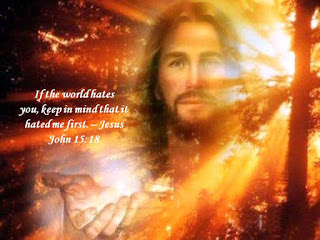 If the world hates
you, keep in mind that it
hated me first. – Jesus
John 15:18